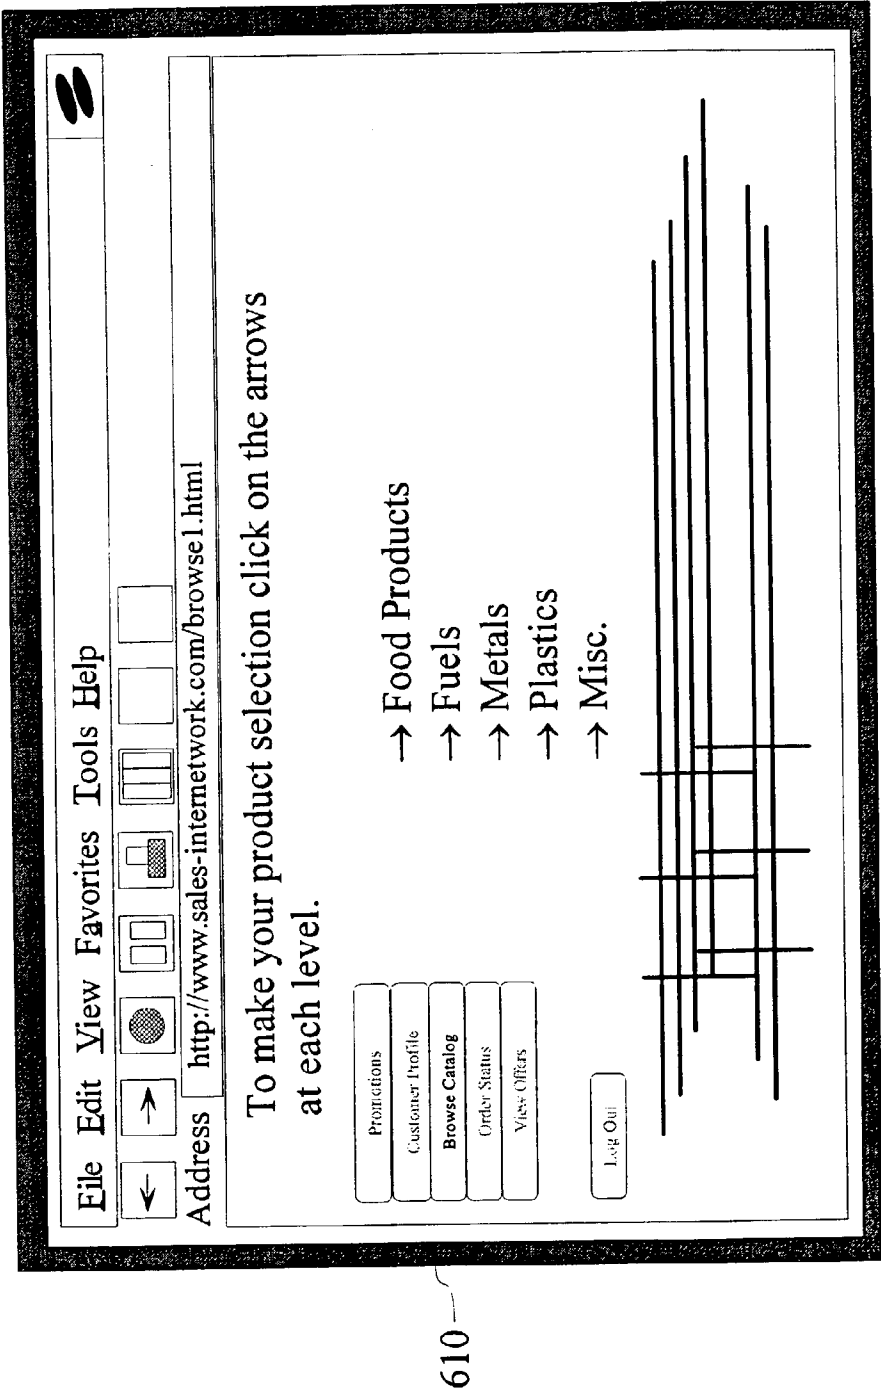 File Edit View Favorites Tools Help
Address http://www.sales-internetwork.com/browse1.html
To make your product selection click on the arrows
at each level.
Promotions
Customer Profile
Browse Catalog
Order Status
View Offers
Log Out
→ Food Products
→ Fuels
→ Metals
→ Plastics
→ Misc.
610